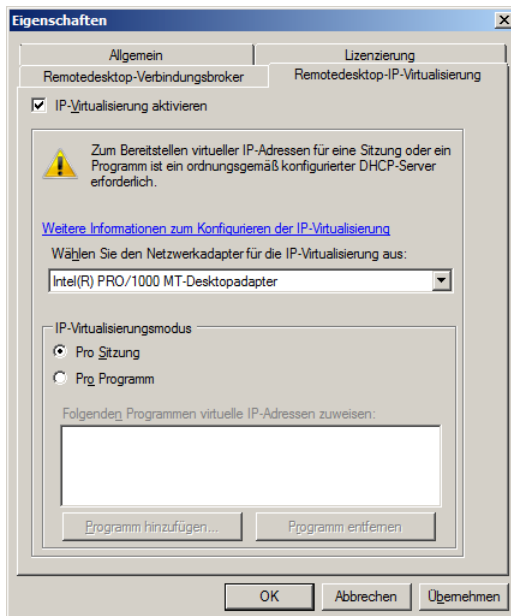 Eigenschaften
Allgemein
Lizenzierung
Remotedesktop-Verbindungsbroker
Remotedesktop-IP-Virtualisierung
IP-Virtualisierung aktivieren
Zum Bereitstellen virtueller IP-Adressen für eine Sitzung oder ein
Programm ist ein ordnungsgemäß konfigurierter DHCP-Server
erforderlich.
Weitere Informationen zum Konfigurieren der IP-Virtualisierung
Wählen Sie den Netzwerkadapter für die IP-Virtualisierung aus:
Intel(R) PRO/1000 MT-Desktopadapter
IP-Virtualisierungsmodus
Pro Sitzung
Pro Programm
Folgenden Programmen virtuelle IP-Adressen zuweisen:
Programm hinzufügen...
Programm entfernen
OK
Abbrechen
Übernehmen